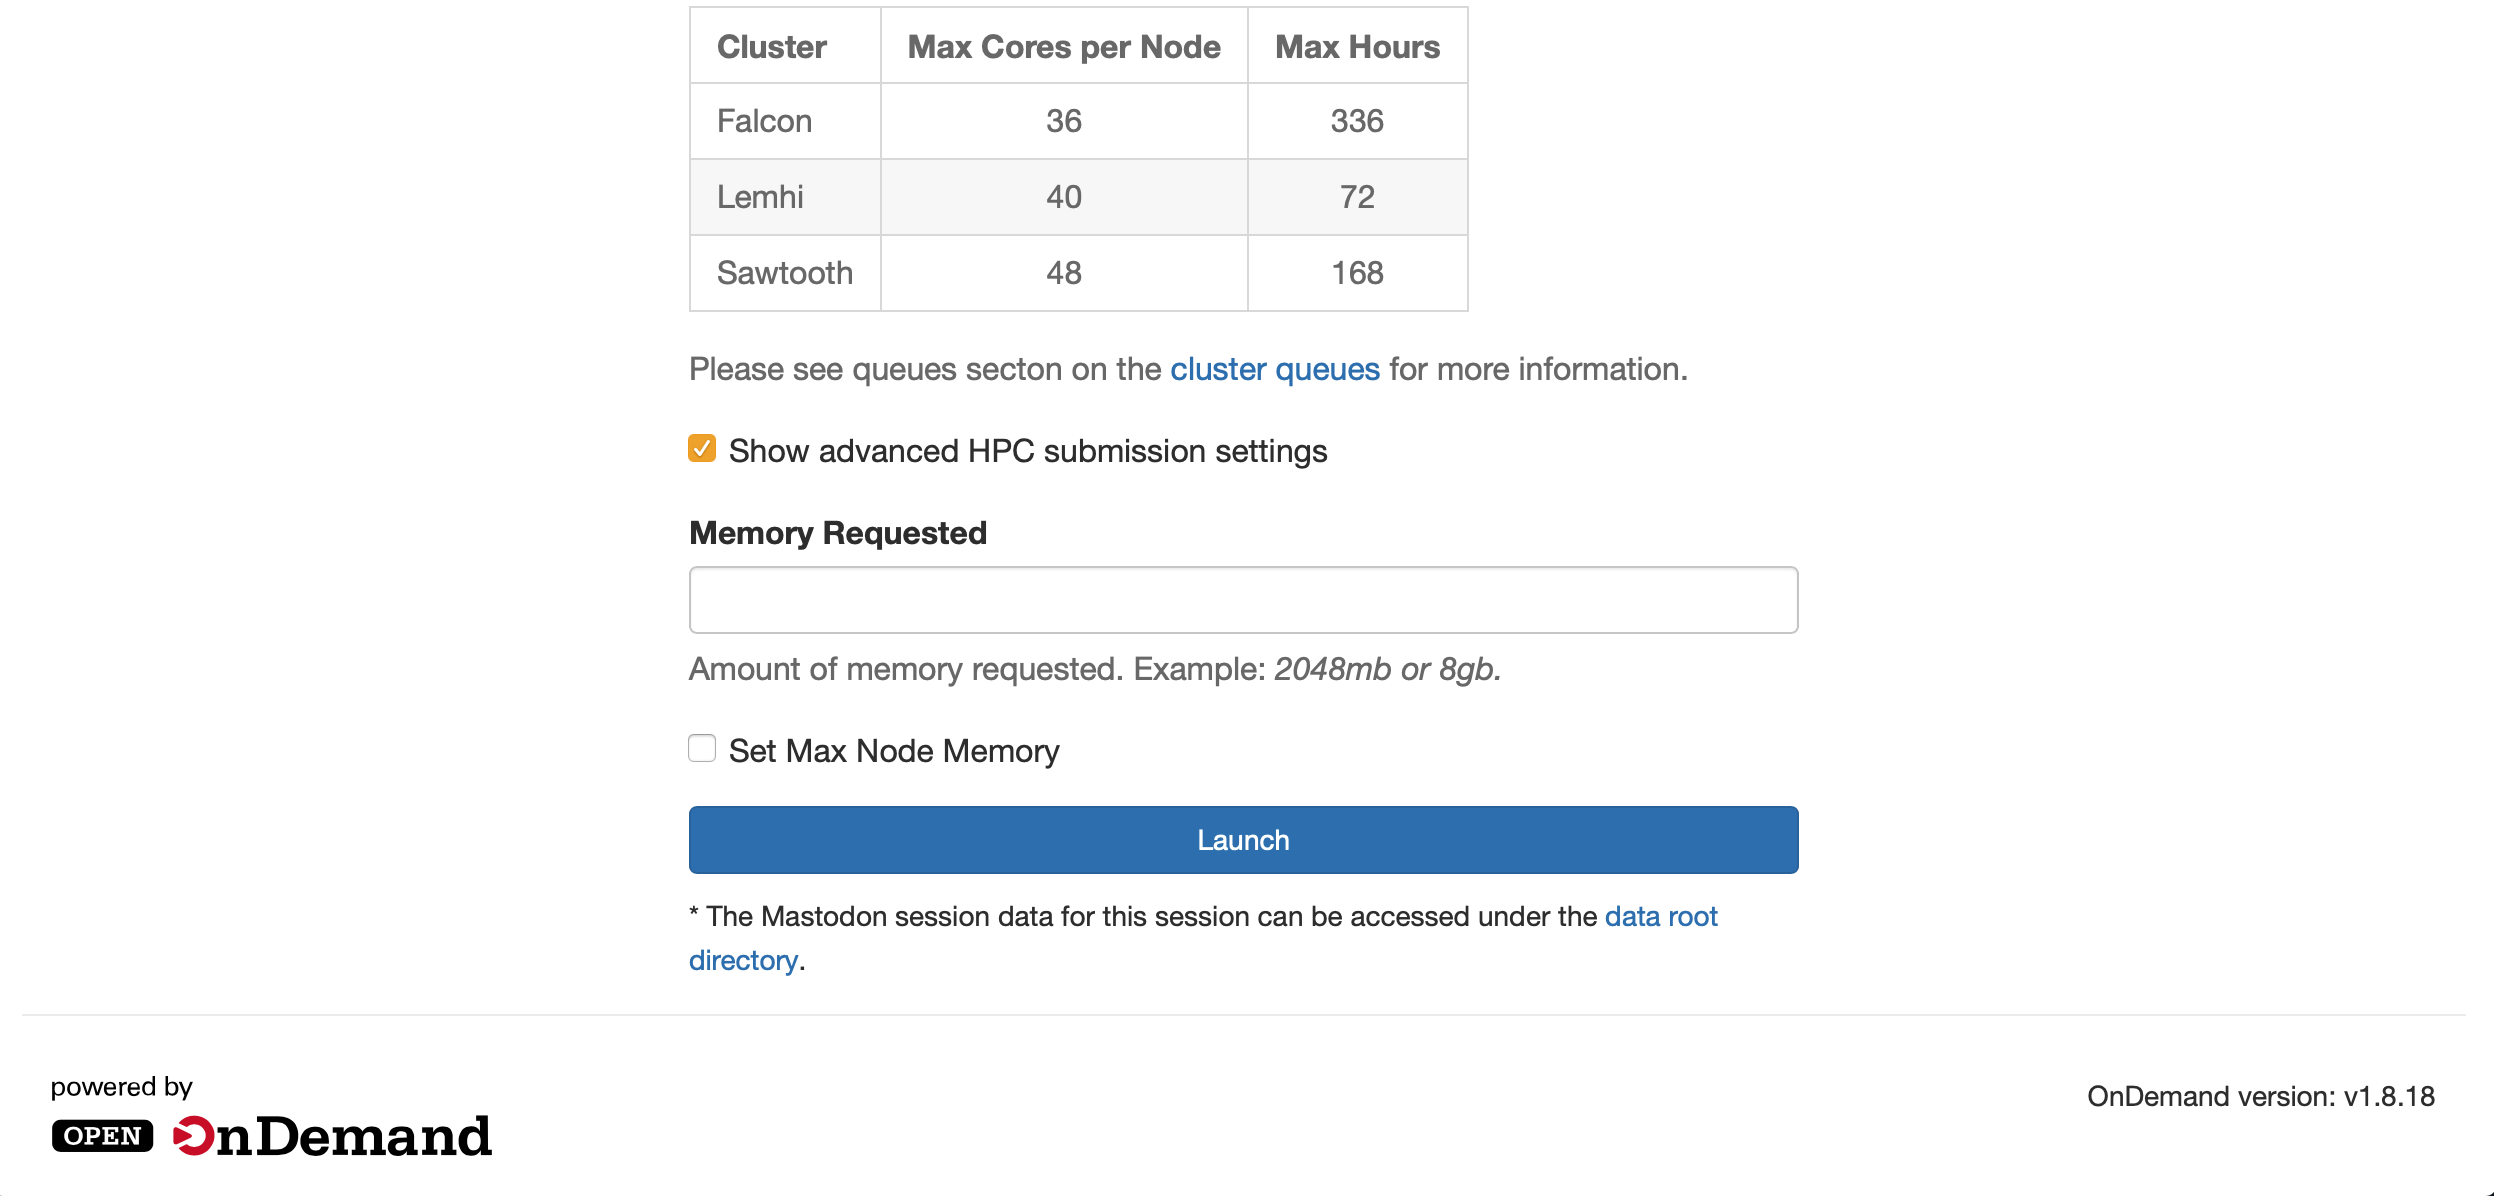 Cluster Max Cores per Node Max Hours
Falcon 36 336
Lemhi 40 72
Sawtooth 48 168
Please see queues secton on the cluster queues for more information.
Show advanced HPC submission settings
Memory Requested
Amount of memory requested. Example: 2048mb or 8gb.
Set Max Node Memory
Launch
* The Mastodon session data for this session can be accessed under the data root
directory.
powered by
OPEN OnDemand
OnDemand version: v1.8.18